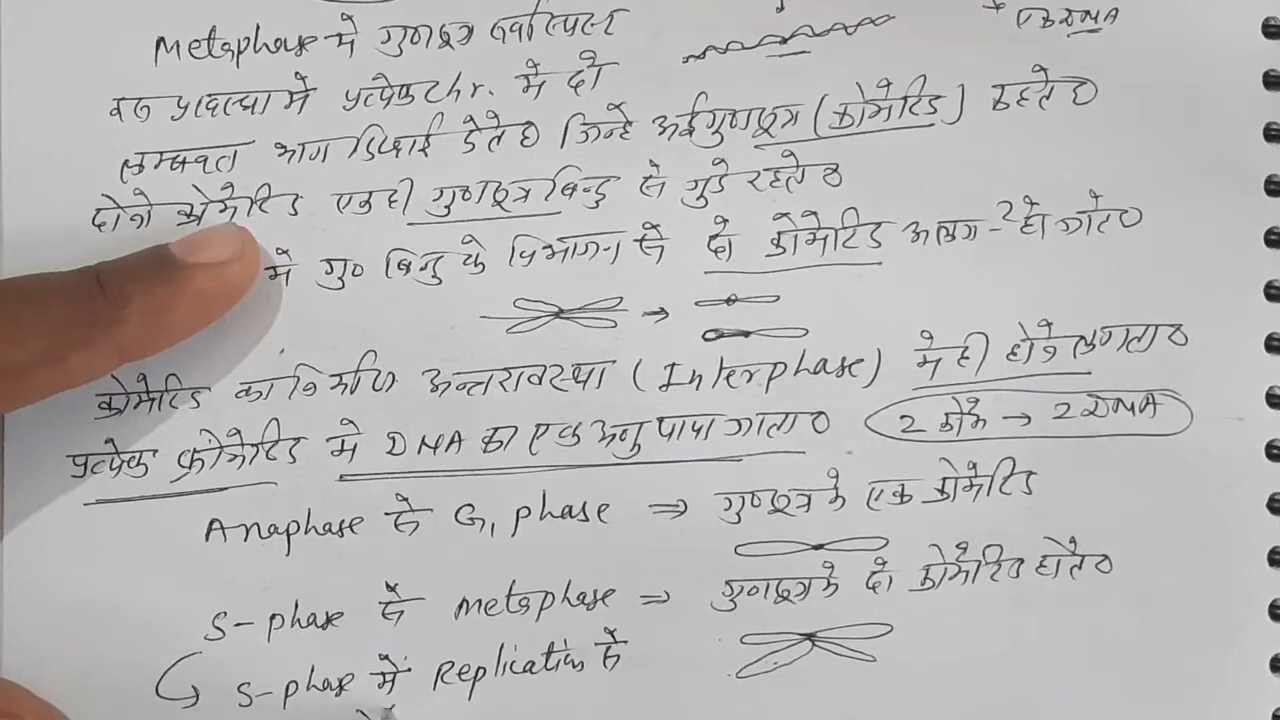 Metaphase में गुणसूत्र
DNA
इस अवस्था में प्रत्येक Chr. में दो
लम्बवत भाग दिखाई देते है जिन्हे अर्द्धगुणसूत्र (क्रोमैटिड) कहते है
दोनो क्रोमैटिड एक ही गुणसूत्र बिन्दु से जुडे रहते है
में गु० बिन्दु के विभाजन से दो क्रोमैटिड अलग-2 हो जाते है
क्रोमैटिड का निर्माण अन्तरावस्था (Interphase) में ही होने लगता है
प्रत्येक क्रोमैटिड में DNA का एक अणु पाया जाता है
2 क्रोमै → 2 DNA
Anaphase से G₁ phase ⇒ गुणसूत्र के एक क्रोमैटिड
S-phase से metaphase ⇒ गुणसूत्र के दो क्रोमैटिड होते है
S-phase में Replication से